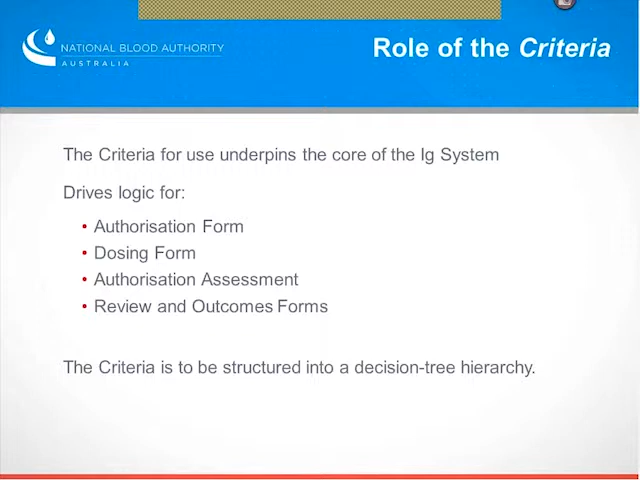 NATIONAL BLOOD AUTHORITY
AUSTRALIA
Role of the Criteria
The Criteria for use underpins the core of the Ig System
Drives logic for:
• Authorisation Form
• Dosing Form
• Authorisation Assessment
• Review and Outcomes Forms
The Criteria is to be structured into a decision-tree hierarchy.